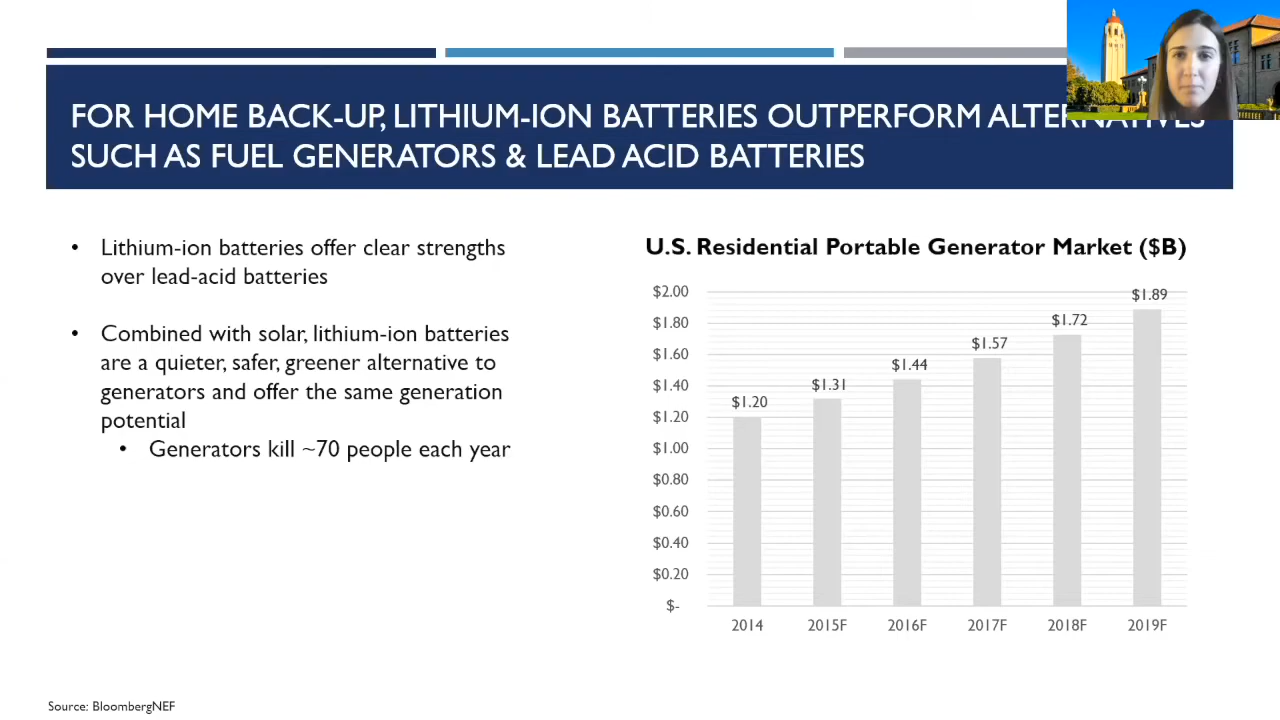 FOR HOME BACK-UP, LITHIUM-ION BATTERIES OUTPERFORM ALTERNATIVES
SUCH AS FUEL GENERATORS & LEAD ACID BATTERIES
• Lithium-ion batteries offer clear strengths
over lead-acid batteries
• Combined with solar, lithium-ion batteries
are a quieter, safer, greener alternative to
generators and offer the same generation
potential
• Generators kill ~70 people each year
U.S. Residential Portable Generator Market ($B)
$2.00
$1.80
$1.60
$1.40
$1.20
$1.00
$0.80
$0.60
$0.40
$0.20
$-
$1.20
$1.31
$1.44
$1.57
$1.72
$1.89
2014 2015F 2016F 2017F 2018F 2019F
Source: BloombergNEF